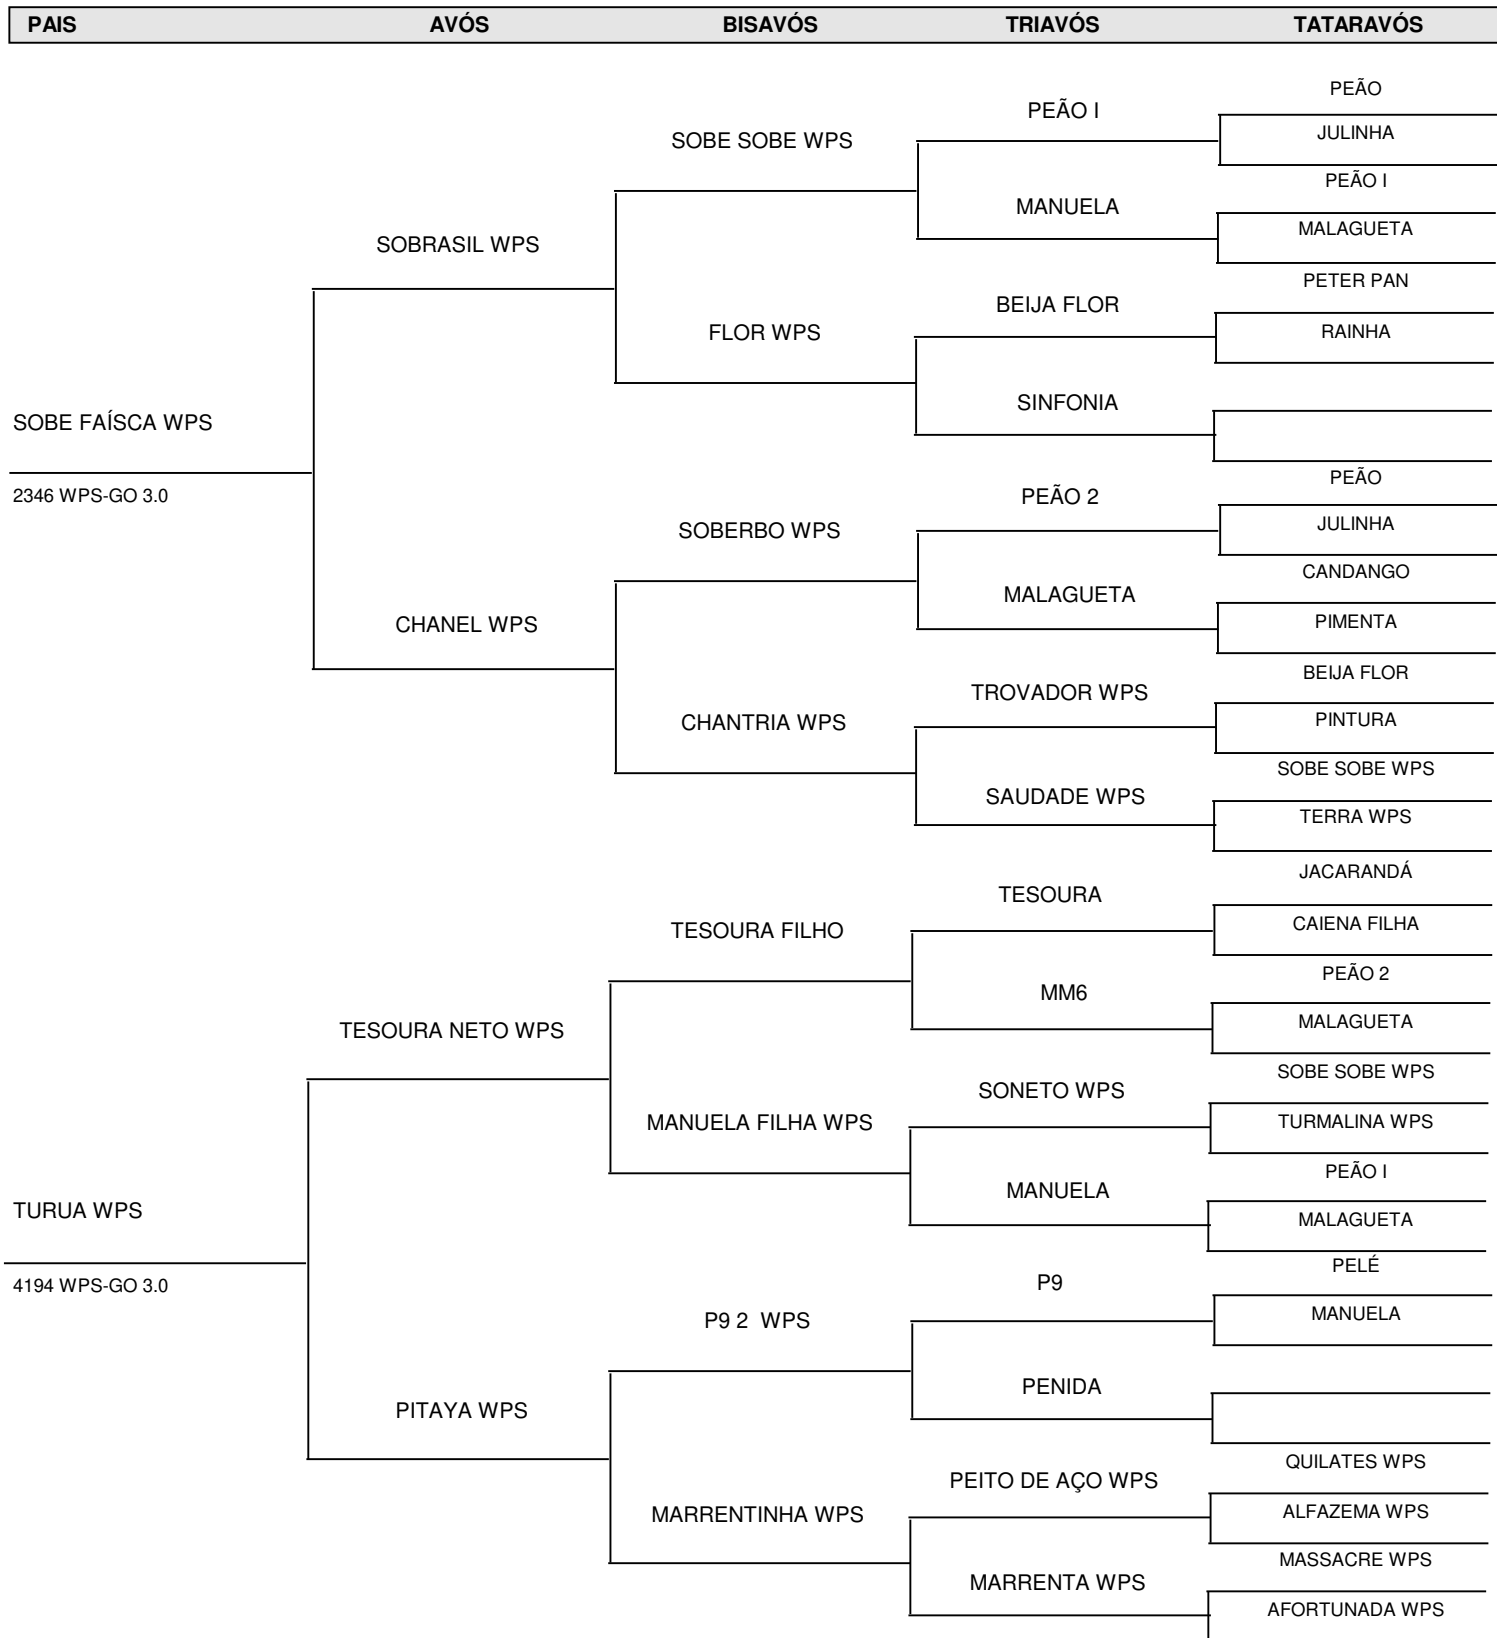 PAIS AVÓS BISAVÓS TRIAVÓS TATARAVÓS
PEÃO
PEÃO I
JULINHA
SOBE SOBE WPS
PEÃO I
MANUELA
MALAGUETA
SOBRASIL WPS
PETER PAN
BEIJA FLOR
FLOR WPS
RAINHA
SINFONIA
SOBE FAÍSCA WPS
PEÃO
2346 WPS-GO 3.0
PEÃO 2
JULINHA
SOBERBO WPS
CANDANGO
MALAGUETA
PIMENTA
CHANEL WPS
BEIJA FLOR
TROVADOR WPS
CHANTRIA WPS
PINTURA
SOBE SOBE WPS
SAUDADE WPS
TERRA WPS
JACARANDÁ
TESOURA
CAIENA FILHA
TESOURA FILHO
PEÃO 2
MM6
MALAGUETA
TESOURA NETO WPS
SOBE SOBE WPS
SONETO WPS
MANUELA FILHA WPS
TURMALINA WPS
PEÃO I
MANUELA
TURUA WPS
MALAGUETA
PELÉ
4194 WPS-GO 3.0
P9
MANUELA
P9 2 WPS
PENIDA
PITAYA WPS
QUILATES WPS
PEITO DE AÇO WPS
MARRENTINHA WPS
ALFAZEMA WPS
MASSACRE WPS
MARRENTA WPS
AFORTUNADA WPS